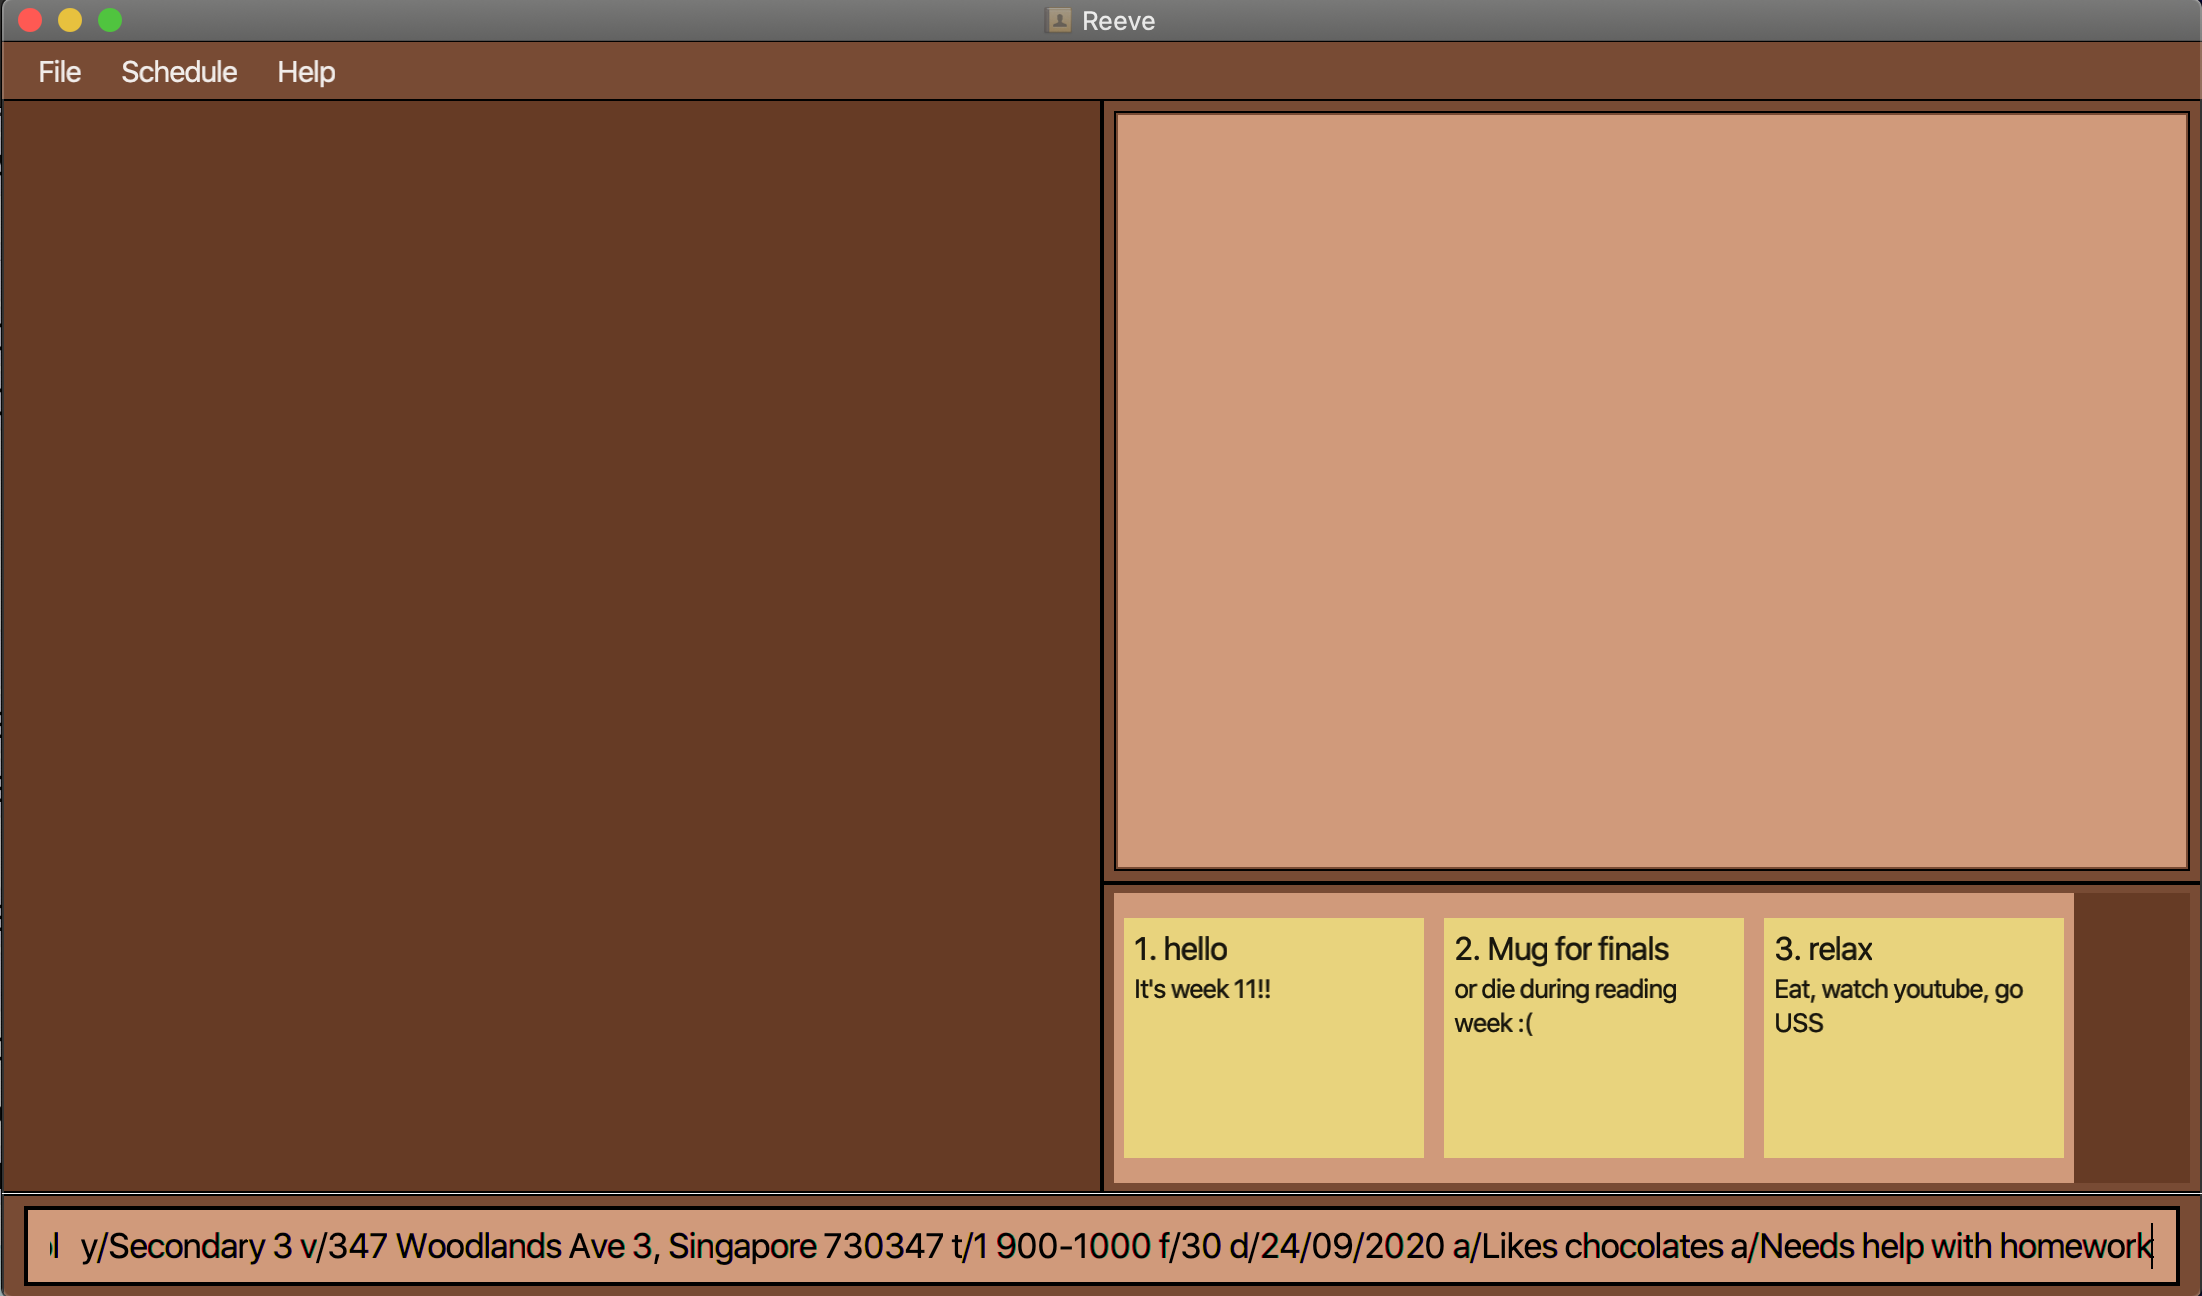 Reeve
File Schedule Help
1. hello
It's week 11!!
2. Mug for finals
or die during reading
week :(
3. relax
Eat, watch youtube, go
USS
y/Secondary 3 v/347 Woodlands Ave 3, Singapore 730347 t/1 900-1000 f/30 d/24/09/2020 a/Likes chocolates a/Needs help with homework